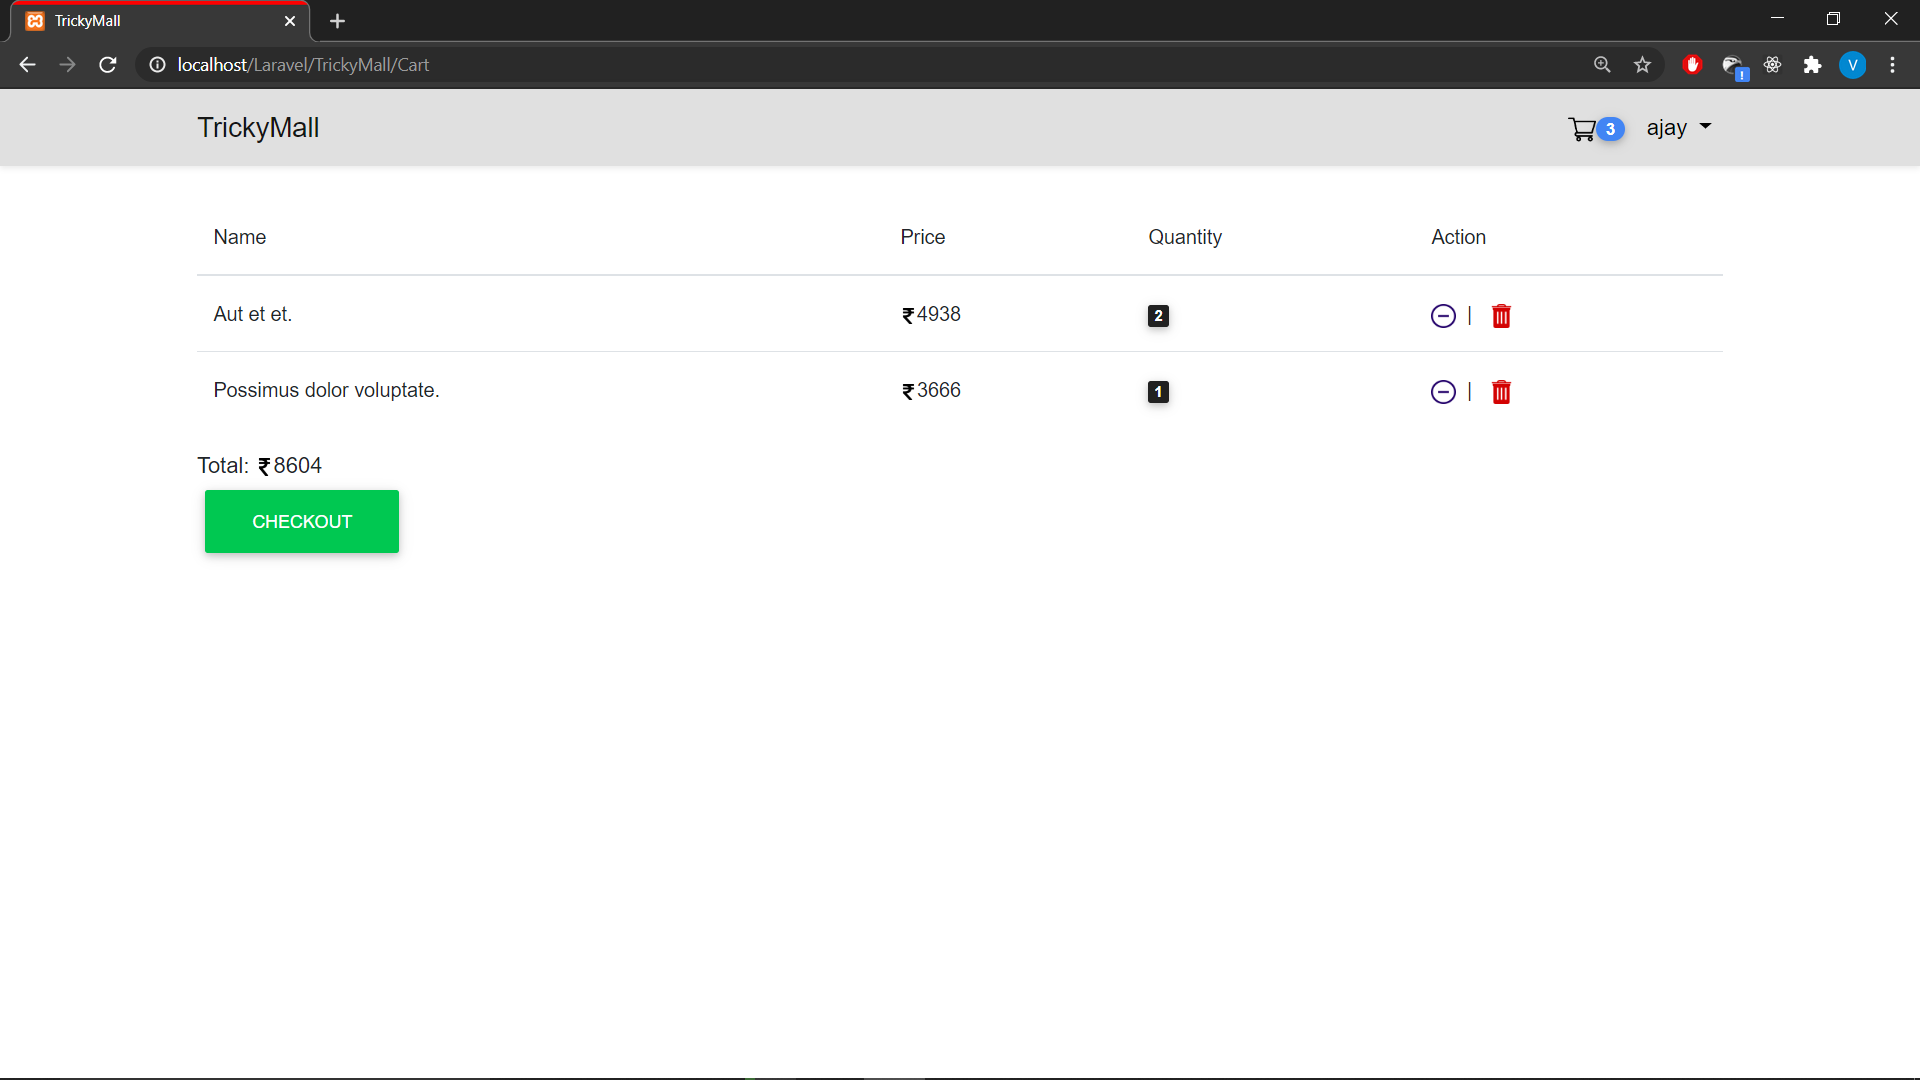 TrickyMall
localhost/Laravel/TrickyMall/Cart
V
TrickyMall 3 ajay
Name Price Quantity Action
Aut et et. ₹4938 2 |
Possimus dolor voluptate. ₹3666 1 |
Total: ₹8604
CHECKOUT